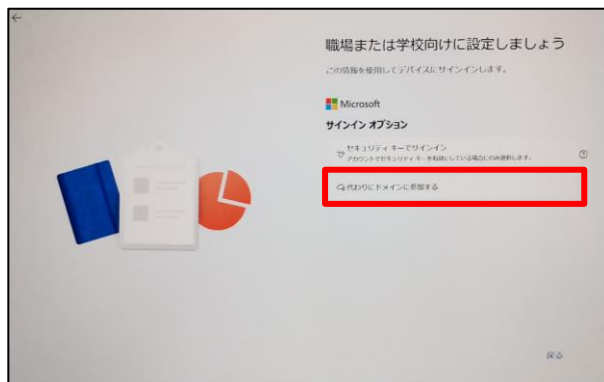 職場または学校向けに設定しましょう
この情報を使用してデバイスにサインインします。
Microsoft
サインイン オプション
セキュリティ キーでサインイン
アカウントでセキュリティ キーを有効にしている場合にのみ選択します。
代わりにドメインに参加する
戻る